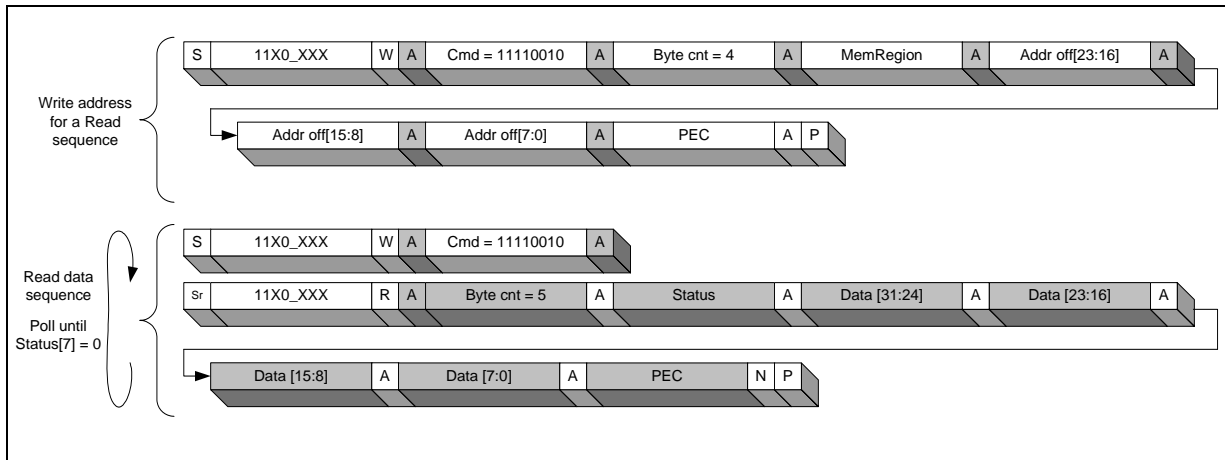 S 11X0_XXX W A Cmd = 11110010 A Byte cnt = 4 A MemRegion A Addr off[23:16] A
Write address
for a Read
sequence
Addr off[15:8] A Addr off[7:0] A PEC A P
S 11X0_XXX W A Cmd = 11110010 A
Read data
sequence
Poll until
Status[7] = 0
Sr 11X0_XXX R A Byte cnt = 5 A Status A Data [31:24] A Data [23:16] A
Data [15:8] A Data [7:0] A PEC N P